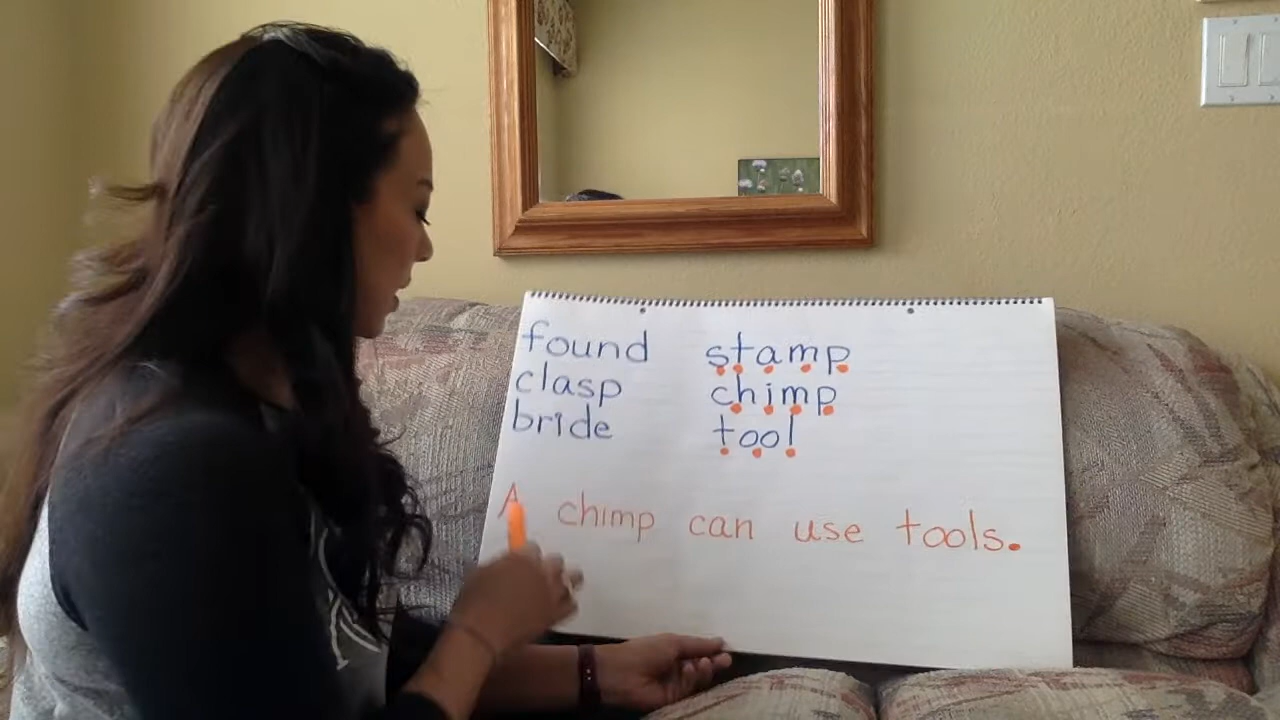 found stamp
clasp chimp
bride tool
A chimp can use tools.